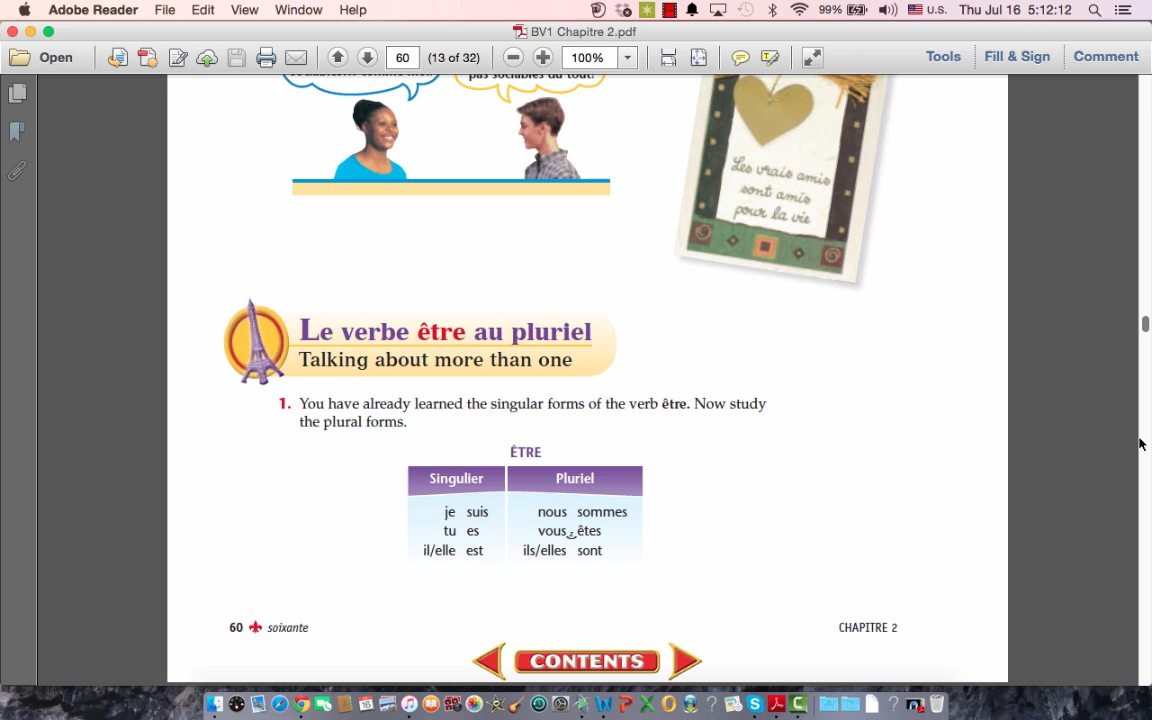 Adobe Reader File Edit View Window Help 99% U.S. Thu Jul 16 5:12:12
BV1 Chapitre 2.pdf
Open 60 (13 of 32) 100% Tools Fill & Sign Comment
pas sociables du tout!
Les vrais amis
sont amis
pour la vie
Le verbe être au pluriel
Talking about more than one
1. You have already learned the singular forms of the verb être. Now study
the plural forms.
ÊTRE
Singulier Pluriel
je suis nous sommes
tu es vous êtes
il/elle est ils/elles sont
60 soixante CHAPITRE 2
CONTENTS